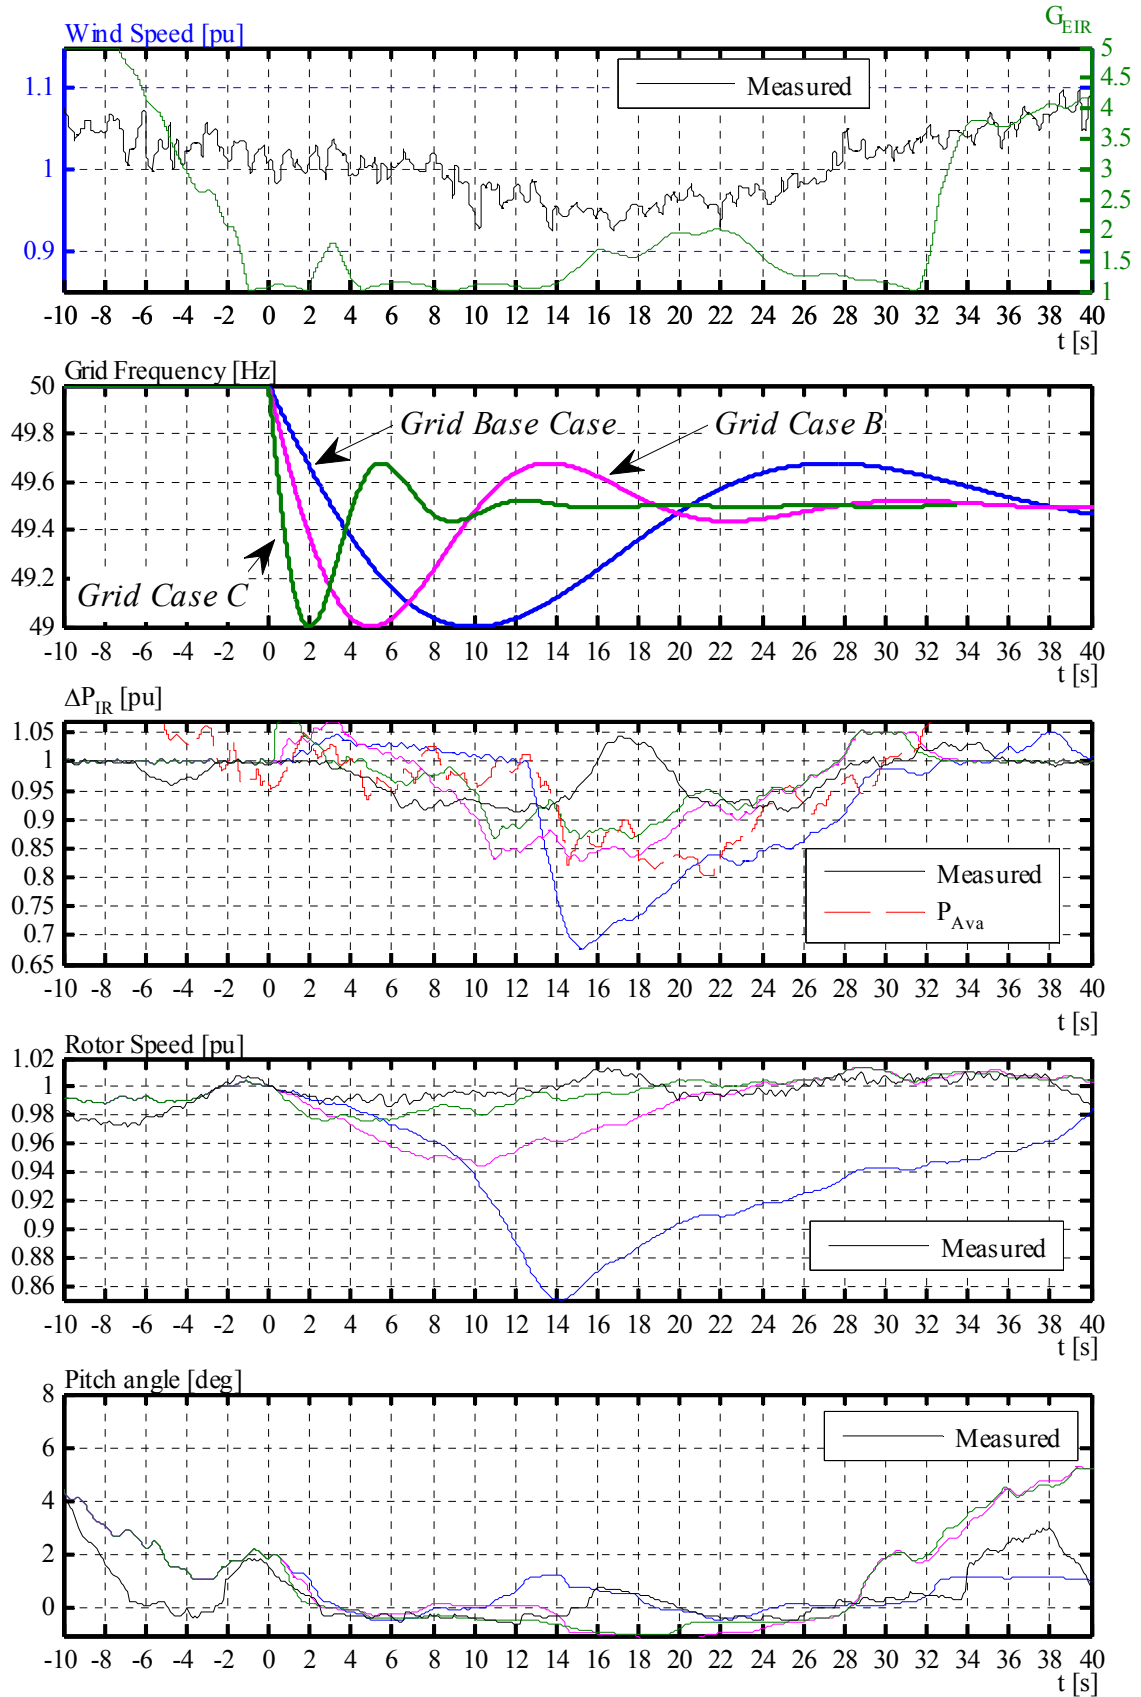 Wind Speed [pu]
G_EIR
1.1
1
0.9
5
4.5
4
3.5
3
2.5
2
1.5
1
Measured
-10 -8 -6 -4 -2 0 2 4 6 8 10 12 14 16 18 20 22 24 26 28 30 32 34 36 38 40
t [s]
Grid Frequency [Hz]
50
49.8
49.6
49.4
49.2
49
Grid Base Case
Grid Case B
Grid Case C
-10 -8 -6 -4 -2 0 2 4 6 8 10 12 14 16 18 20 22 24 26 28 30 32 34 36 38 40
t [s]
ΔP_IR [pu]
1.05
1
0.95
0.9
0.85
0.8
0.75
0.7
0.65
Measured
P_Ava
-10 -8 -6 -4 -2 0 2 4 6 8 10 12 14 16 18 20 22 24 26 28 30 32 34 36 38 40
t [s]
Rotor Speed [pu]
1.02
1
0.98
0.96
0.94
0.92
0.9
0.88
0.86
Measured
-10 -8 -6 -4 -2 0 2 4 6 8 10 12 14 16 18 20 22 24 26 28 30 32 34 36 38 40
t [s]
Pitch angle [deg]
8
6
4
2
0
Measured
-10 -8 -6 -4 -2 0 2 4 6 8 10 12 14 16 18 20 22 24 26 28 30 32 34 36 38 40
t [s]